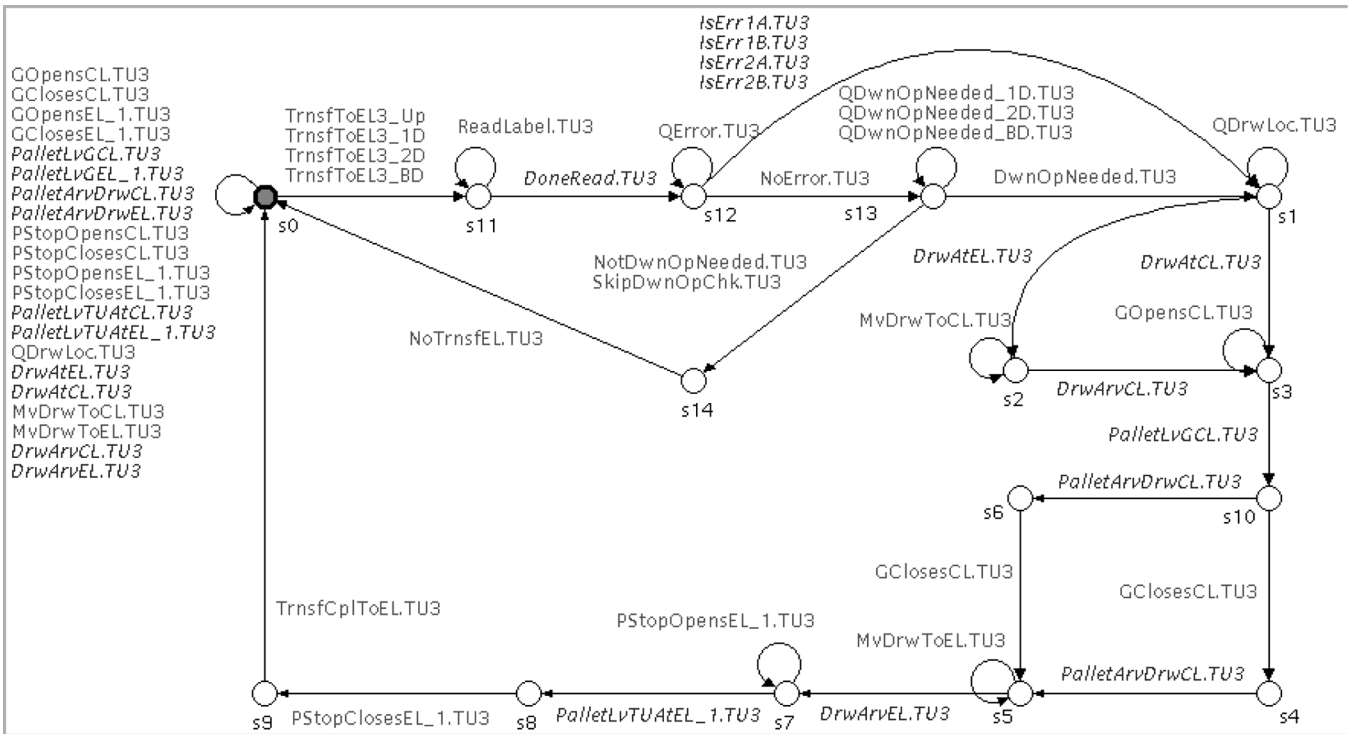 IsErr1A.TU3
IsErr1B.TU3
IsErr2A.TU3
IsErr2B.TU3
GOpensCL.TU3
GClosesCL.TU3
GOpensEL_1.TU3
GClosesEL_1.TU3
PalletLvGCL.TU3
PalletLvGEL_1.TU3
PalletArvDrwCL.TU3
PalletArvDrwEL.TU3
PStopOpensCL.TU3
PStopClosesCL.TU3
PStopOpensEL_1.TU3
PStopClosesEL_1.TU3
PalletLvTUAtCL.TU3
PalletLvTUAtEL_1.TU3
QDrwLoc.TU3
DrwAtEL.TU3
DrwAtCL.TU3
MvDrwToCL.TU3
MvDrwToEL.TU3
DrwArvCL.TU3
DrwArvEL.TU3
TrnsfToEL3_Up
TrnsfToEL3_1D
TrnsfToEL3_2D
TrnsfToEL3_BD
ReadLabel.TU3
QError.TU3
QDwnOpNeeded_1D.TU3
QDwnOpNeeded_2D.TU3
QDwnOpNeeded_BD.TU3
QDrwLoc.TU3
DoneRead.TU3
NoError.TU3
DwnOpNeeded.TU3
s0
s11
s12
s13
s1
NotDwnOpNeeded.TU3
SkipDwnOpChk.TU3
DrwAtEL.TU3
DrwAtCL.TU3
NoTrnsfEL.TU3
MvDrwToCL.TU3
GOpensCL.TU3
s14
s2
DrwArvCL.TU3
s3
PalletLvGCL.TU3
PalletArvDrwCL.TU3
s6
s10
GClosesCL.TU3
GClosesCL.TU3
TrnsfCplToEL.TU3
PStopOpensEL_1.TU3
MvDrwToEL.TU3
PalletArvDrwCL.TU3
s9
PStopClosesEL_1.TU3
s8
PalletLvTUAtEL_1.TU3
s7
DrwArvEL.TU3
s5
s4